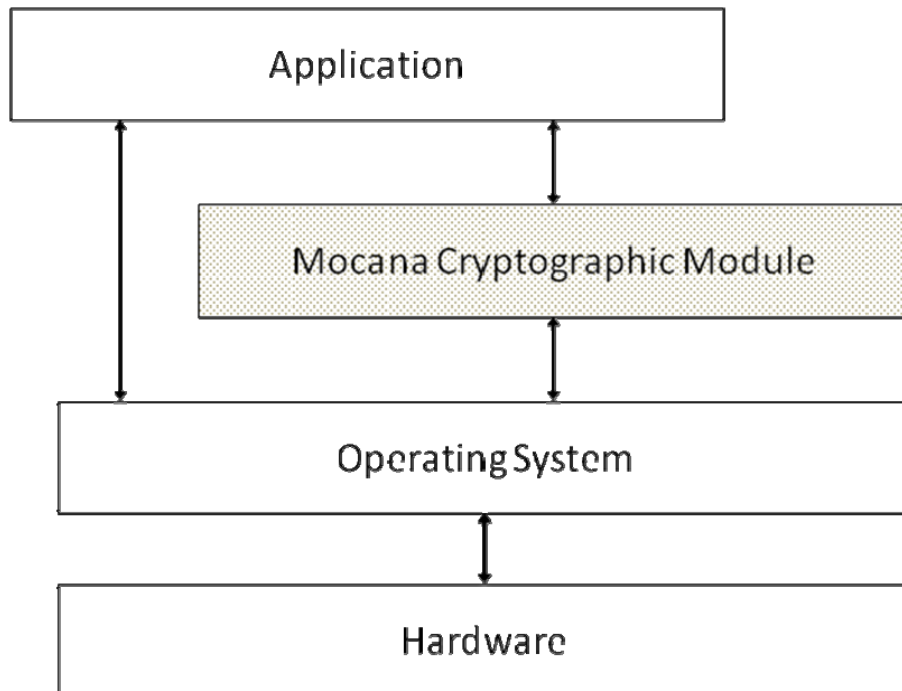 Application
Mocana Cryptographic Module
Operating System
Hardware